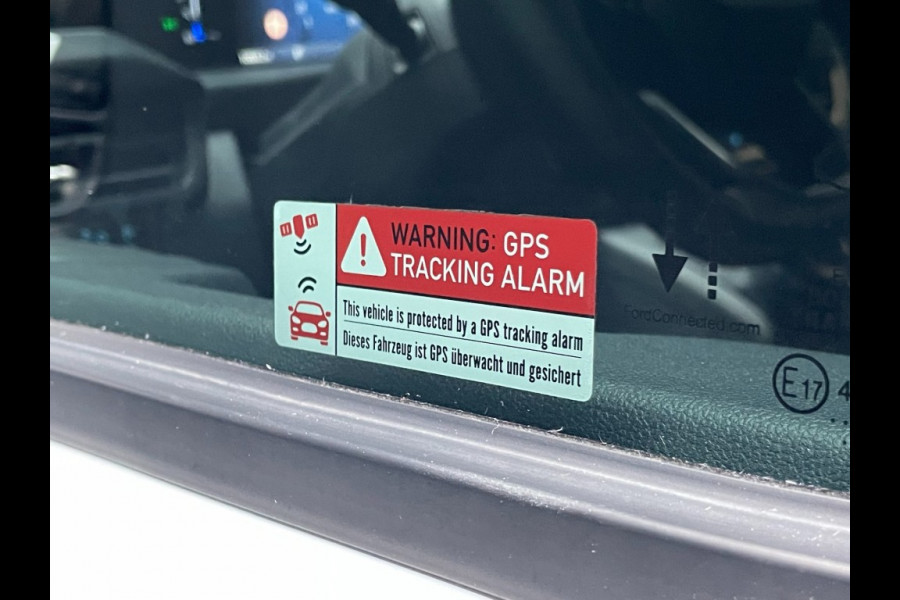 WARNING: GPS
TRACKING ALARM
This vehicle is protected by a GPS tracking alarm
Dieses Fahrzeug ist GPS überwacht und gesichert
FordConnected.com
E17 4